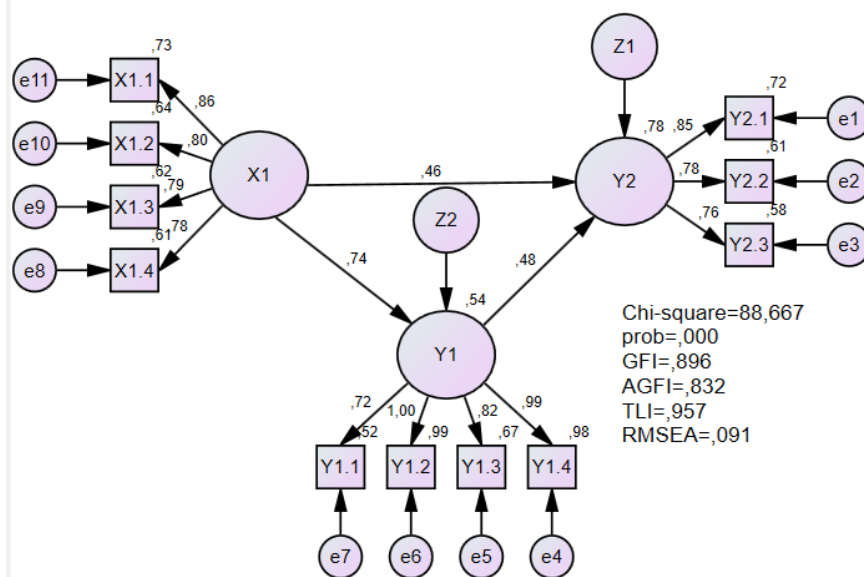 Z1
,73
e11
X1.1
,86
,64
e10
X1.2
,80
,62
e9
X1.3
,79
,61
e8
X1.4
,78
X1
,46
,74
Z2
,54
Y1
,48
,78
Y2
,85
,72
Y2.1
e1
,78
,61
Y2.2
e2
,76
,58
Y2.3
e3
Chi-square=88,667
prob=,000
GFI=,896
AGFI=,832
TLI=,957
RMSEA=,091
,72
1,00
,82
,99
,52
,99
,67
,98
Y1.1
Y1.2
Y1.3
Y1.4
e7
e6
e5
e4